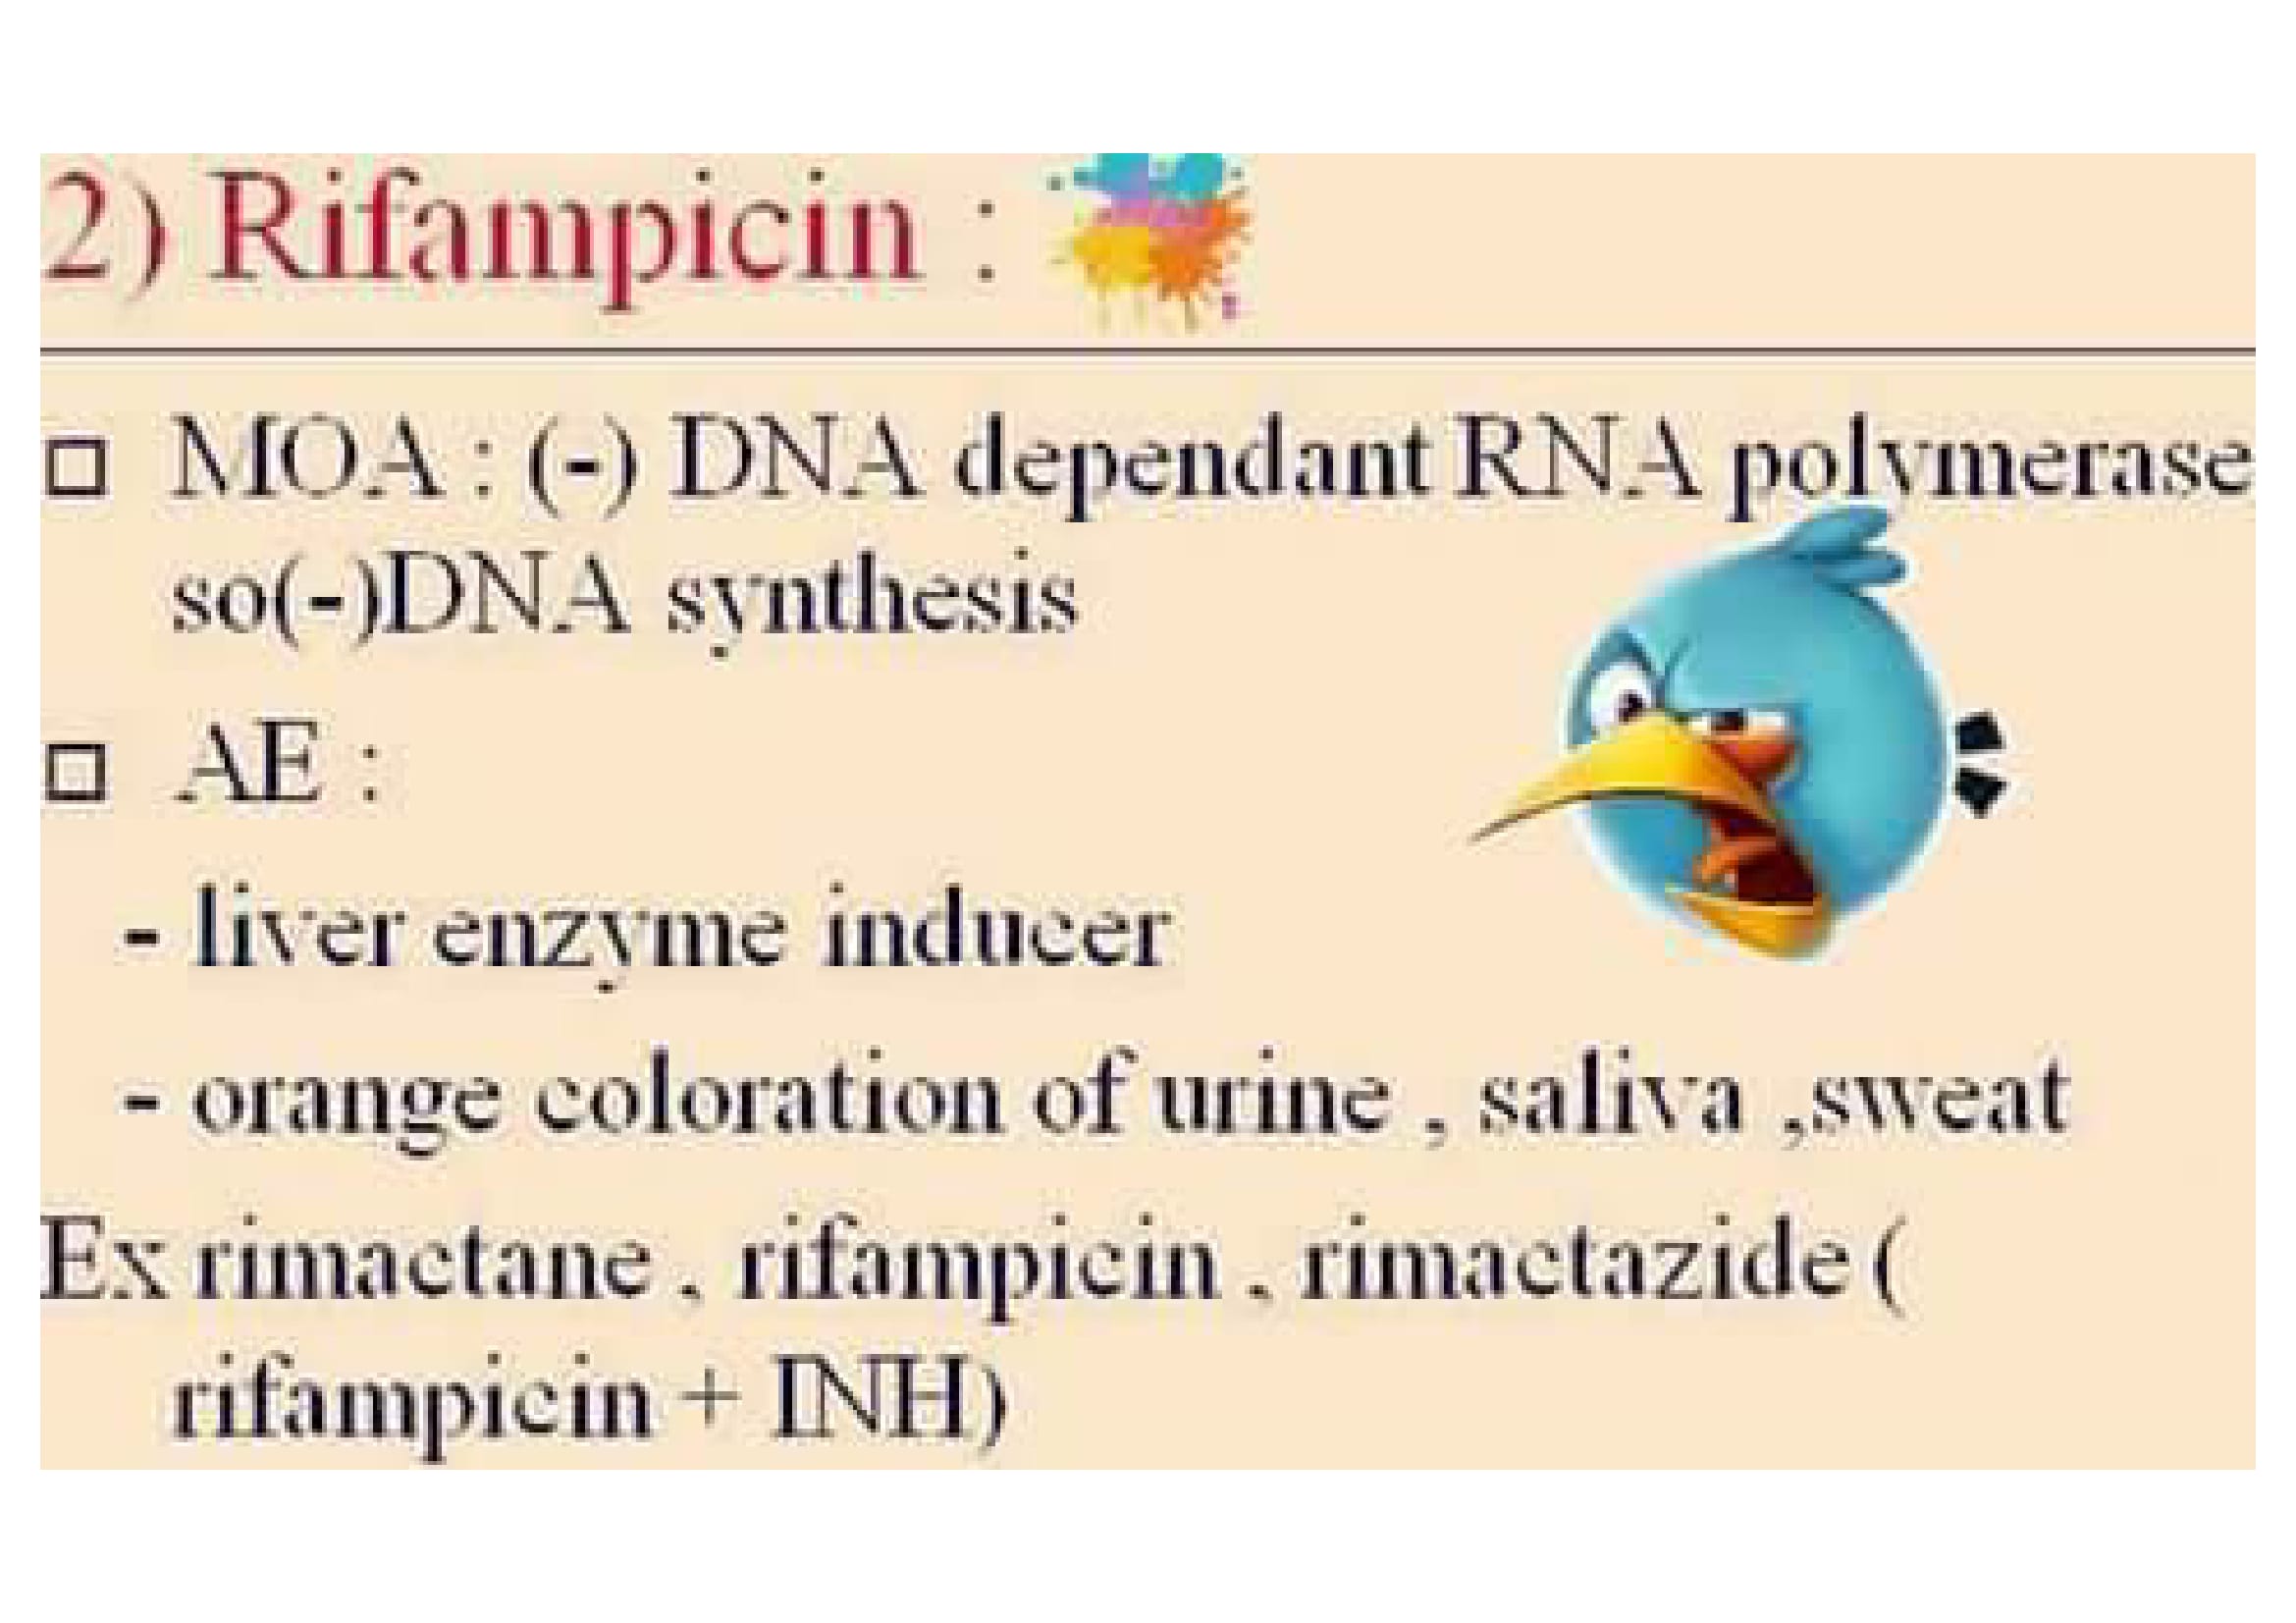 2) Rifampicin :
□ MOA : (-) DNA dependant RNA polymerase
so(-)DNA synthesis
□ AE :
- liver enzyme inducer
- orange coloration of urine , saliva ,sweat
Ex rimactane , rifampicin , rimactazide (
rifampicin + INH)